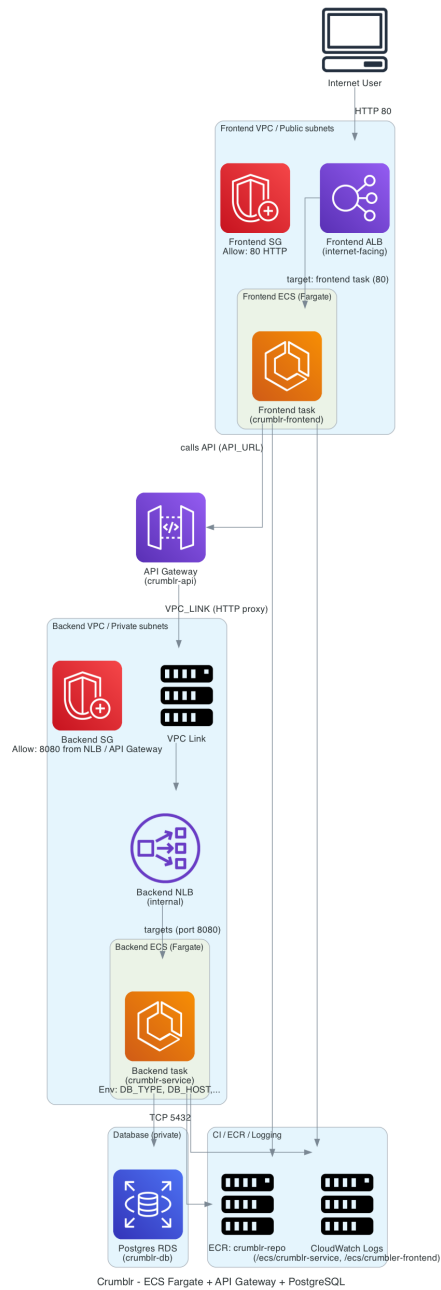 Internet User
HTTP 80
Frontend VPC / Public subnets
Frontend SG
Allow: 80 HTTP
Frontend ALB
(internet-facing)
target: frontend task (80)
Frontend ECS (Fargate)
Frontend task
(crumblr-frontend)
calls API (API_URL)
API Gateway
(crumblr-api)
VPC_LINK (HTTP proxy)
Backend VPC / Private subnets
Backend SG
Allow: 8080 from NLB / API Gateway
VPC Link
Backend NLB
(internal)
targets (port 8080)
Backend ECS (Fargate)
Backend task
(crumblr-service)
Env: DB_TYPE, DB_HOST,...
TCP 5432
Database (private)
CI / ECR / Logging
Postgres RDS
(crumblr-db)
ECR: crumblr-repo
CloudWatch Logs
(/ecs/crumblr-service, /ecs/crumbler-frontend)
Crumblr - ECS Fargate + API Gateway + PostgreSQL